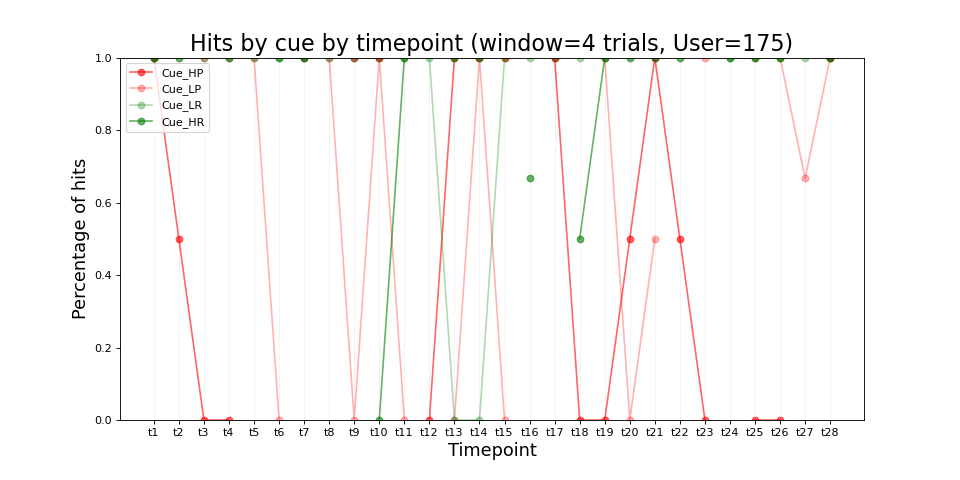 Hits by cue by timepoint (window=4 trials, User=175)
Cue_HP
Cue_LP
Cue_LR
Cue_HR
Percentage of hits
1.0
0.8
0.6
0.4
0.2
0.0
t1 t2 t3 t4 t5 t6 t7 t8 t9 t10 t11 t12 t13 t14 t15 t16 t17 t18 t19 t20 t21 t22 t23 t24 t25 t26 t27 t28
Timepoint